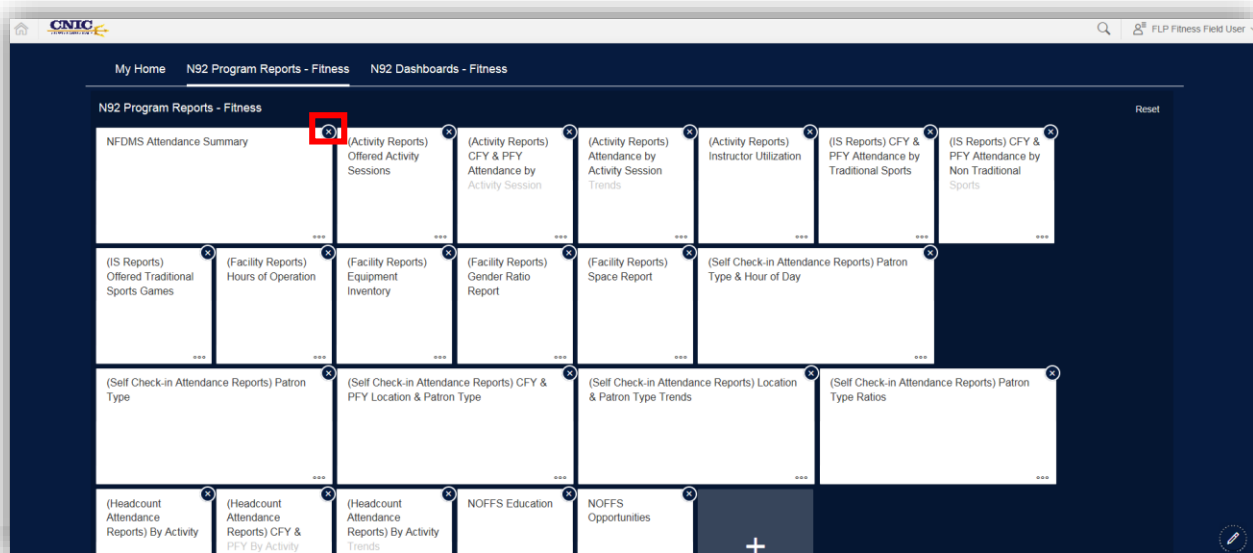 CNIC
FLP Fitness Field User
My Home N92 Program Reports - Fitness N92 Dashboards - Fitness
N92 Program Reports - Fitness
Reset
NFDMS Attendance Summary
(Activity Reports)
Offered Activity
Sessions
(Activity Reports)
CFY & PFY
Attendance by
Activity Session
(Activity Reports)
Attendance by
Activity Session
Trends
(Activity Reports)
Instructor Utilization
(IS Reports) CFY &
PFY Attendance by
Traditional Sports
(IS Reports) CFY &
PFY Attendance by
Non Traditional
Sports
(IS Reports)
Offered Traditional
Sports Games
(Facility Reports)
Hours of Operation
(Facility Reports)
Equipment
Inventory
(Facility Reports)
Gender Ratio
Report
(Facility Reports)
Space Report
(Self Check-in Attendance Reports) Patron
Type & Hour of Day
(Self Check-in Attendance Reports) Patron
Type
(Self Check-in Attendance Reports) CFY &
PFY Location & Patron Type
(Self Check-in Attendance Reports) Location
& Patron Type Trends
(Self Check-in Attendance Reports) Patron
Type Ratios
(Headcount
Attendance
Reports) By Activity
(Headcount
Attendance
Reports) CFY &
PFY By Activity
(Headcount
Attendance
Reports) By Activity
Trends
NOFFS Education
NOFFS
Opportunities